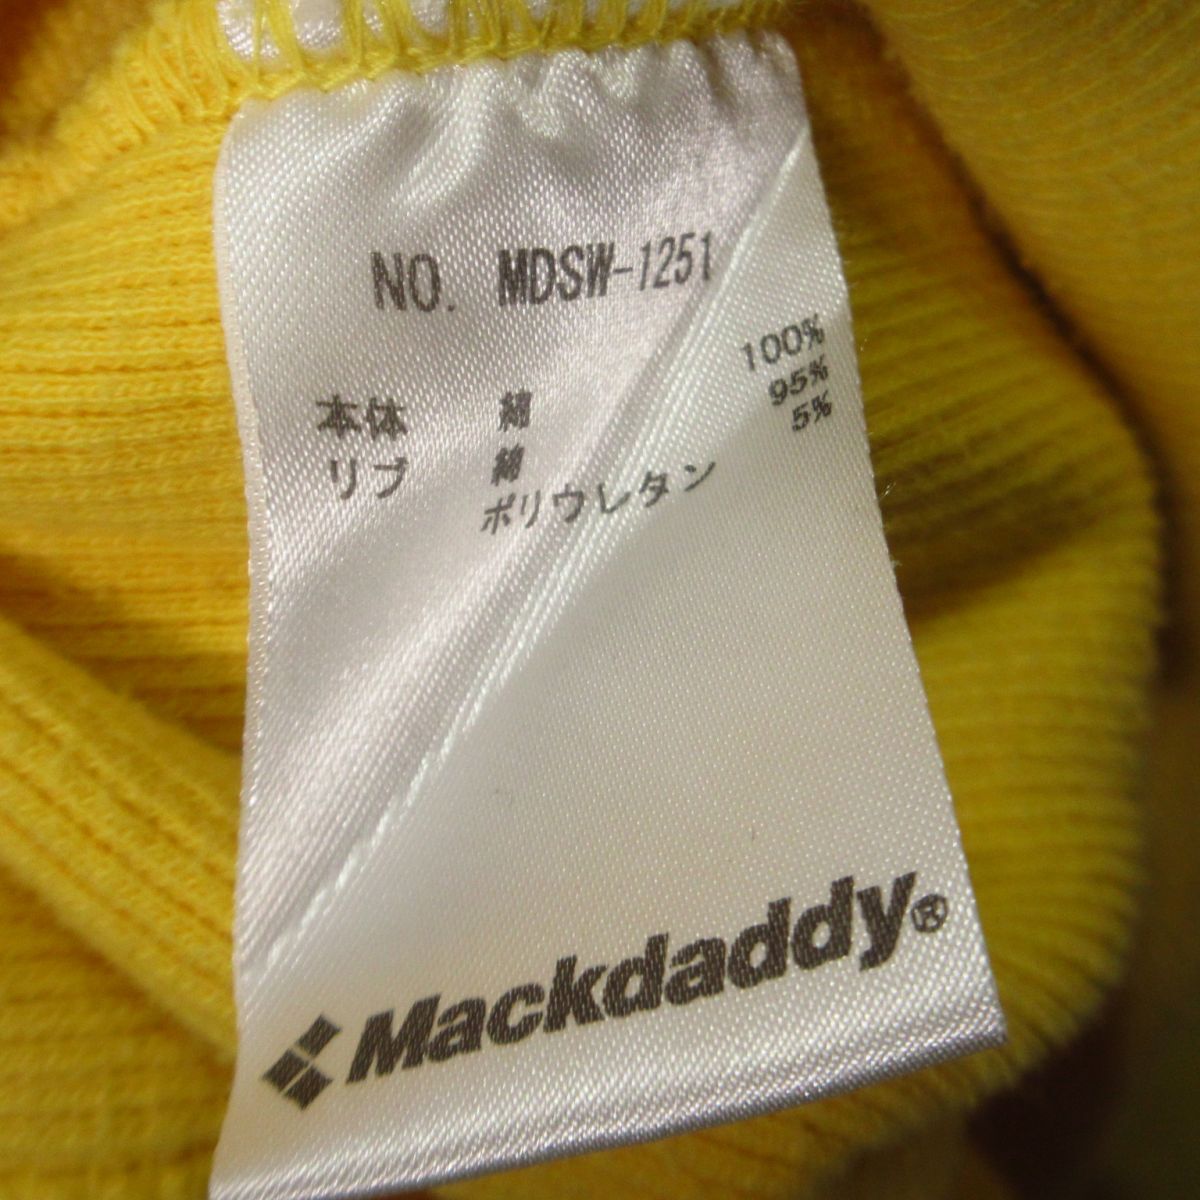 NO. MDSW-1251
本体 綿 100%
リブ 綿 95%
ポリウレタン 5%
Mackdaddy®